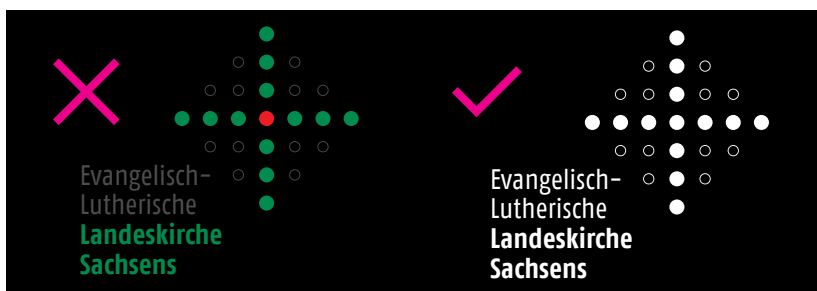 Evangelisch-
Lutherische
Landeskirche
Sachsens
Evangelisch-
Lutherische
Landeskirche
Sachsens